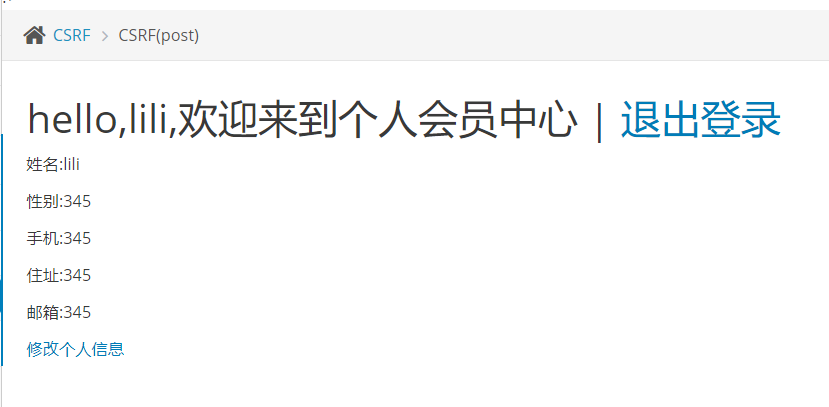 CSRF > CSRF(post)
hello,lili,欢迎来到个人会员中心 | 退出登录
姓名:lili
性别:345
手机:345
住址:345
邮箱:345
修改个人信息